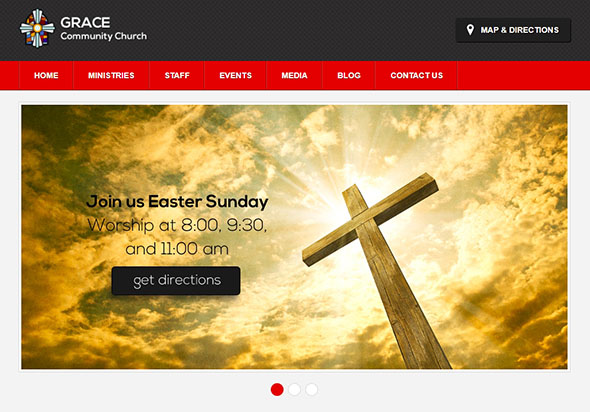 GRACE
Community Church
MAP & DIRECTIONS
HOME
MINISTRIES
STAFF
EVENTS
MEDIA
BLOG
CONTACT US
Join us Easter Sunday
Worship at 8:00, 9:30,
and 11:00 am
get directions